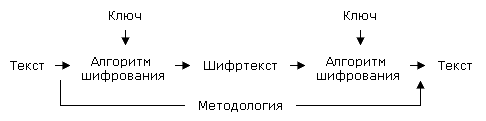 Ключ
Ключ
Текст
Алгоритм
шифрования
Шифртекст
Алгоритм
шифрования
Текст
Методология